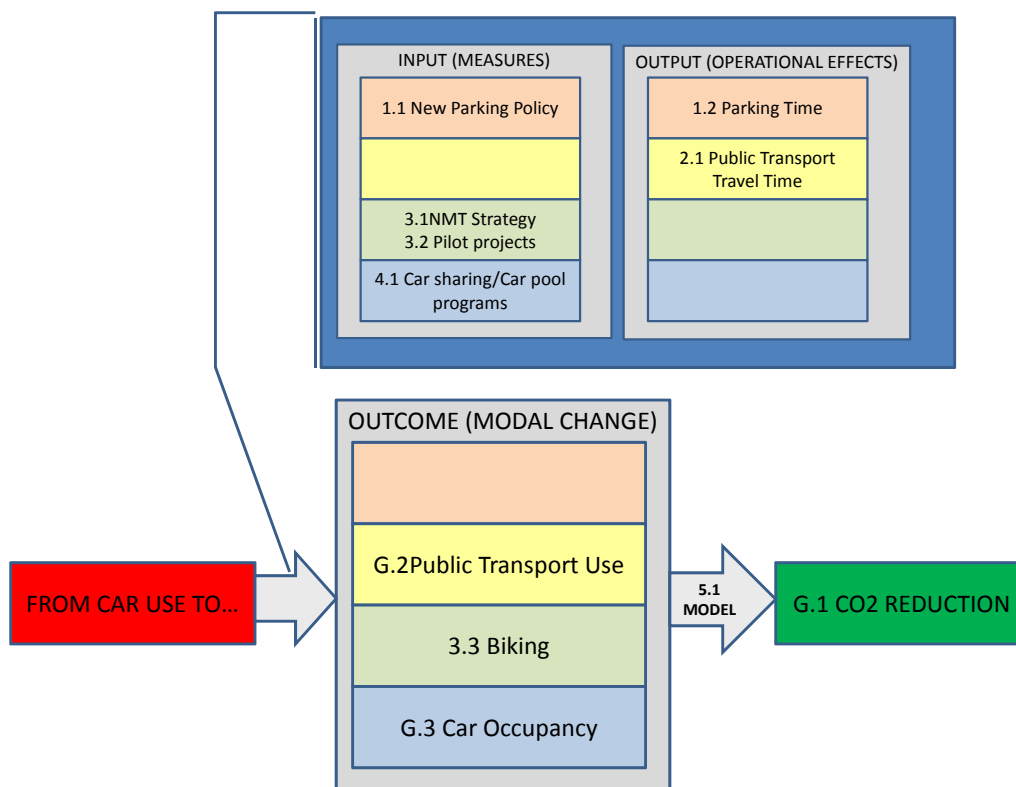 INPUT (MEASURES)
1.1 New Parking Policy
3.1NMT Strategy
3.2 Pilot projects
4.1 Car sharing/Car pool
programs
OUTPUT (OPERATIONAL EFFECTS)
1.2 Parking Time
2.1 Public Transport
Travel Time
OUTCOME (MODAL CHANGE)
G.2Public Transport Use
3.3 Biking
G.3 Car Occupancy
FROM CAR USE TO...
5.1
MODEL
G.1 CO2 REDUCTION